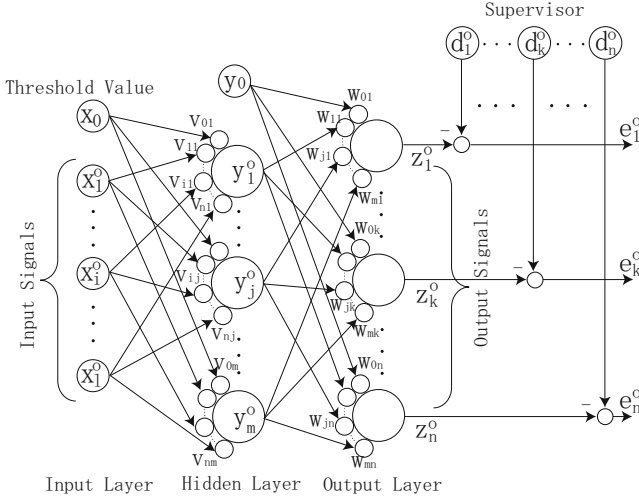 Supervisor
d₁ᵒ ··· dₖᵒ ··· dₙᵒ
Threshold Value
x₀
y₀
Input Signals
x₁ᵒ
x₁ᵒ
x₁ᵒ
V₀₁
V₁₁
Vᵢ₁
Vₙ₁
y₁ᵒ
Vᵢⱼ
Vₙⱼ
yⱼᵒ
V₀ₘ
Vₙₘ
yₘᵒ
W₀₁
W₁₁
Wⱼ₁
Wₘ₁
W₀ₖ
Wⱼₖ
Wₘₖ
W₀ₙ
Wⱼₙ
Wₘₙ
z₁ᵒ
zₖᵒ
zₙᵒ
Output Signals
−
e₁ᵒ
−
eₖᵒ
−
eₙᵒ
Input Layer Hidden Layer Output Layer